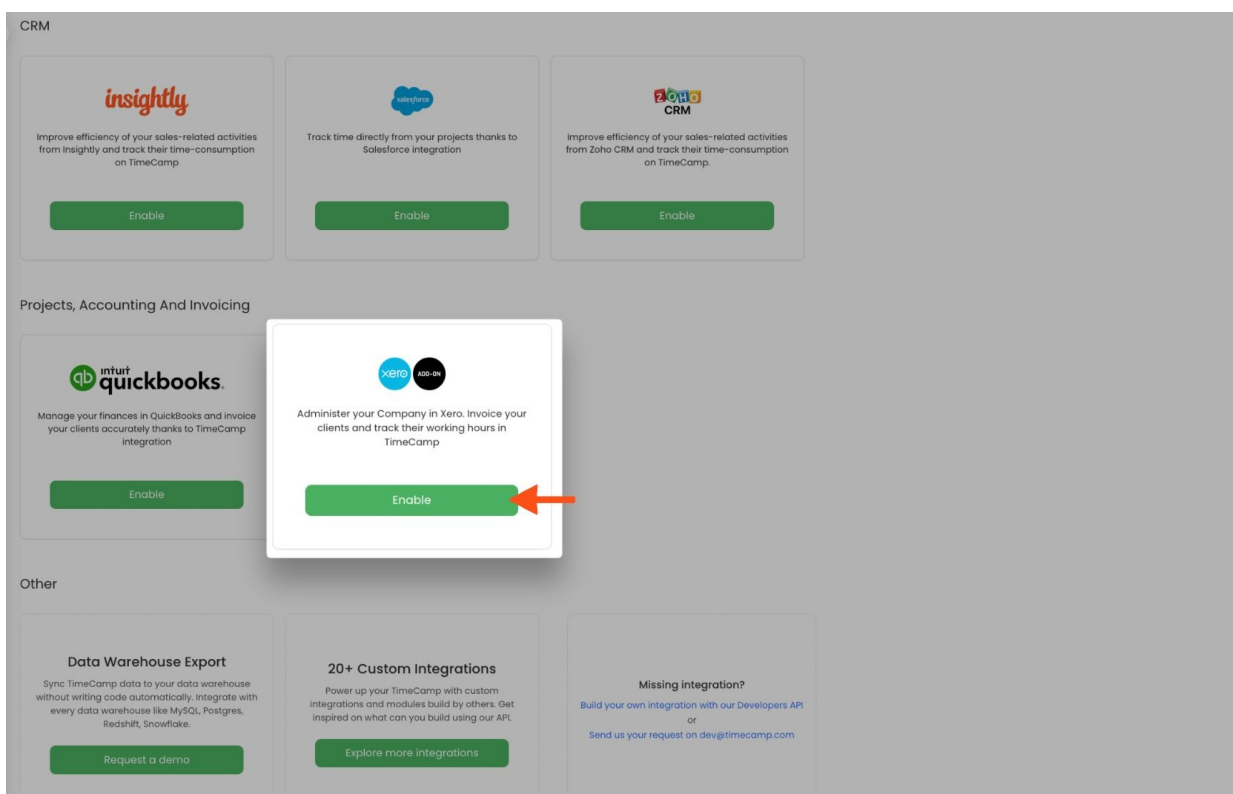 CRM
insightly
Improve efficiency of your sales-related activities
from Insightly and track their time-consumption
on TimeCamp
Enable
salesforce
Track time directly from your projects thanks to
Salesforce integration
Enable
ZOHO
CRM
Improve efficiency of your sales-related activities
from Zoho CRM and track their time-consumption
on TimeCamp.
Enable
Projects, Accounting And Invoicing
qb intuit quickbooks.
Manage your finances in QuickBooks and invoice
your clients accurately thanks to TimeCamp
integration
Enable
xero ADD-ON
Administer your Company in Xero. Invoice your
clients and track their working hours in
TimeCamp
Enable
Other
Data Warehouse Export
Sync TimeCamp data to your data warehouse
without writing code automatically. Integrate with
every data warehouse like MySQL, Postgres,
Redshift, Snowflake.
Request a demo
20+ Custom Integrations
Power up your TimeCamp with custom
integrations and modules build by others. Get
inspired on what can you build using our API.
Explore more integrations
Missing integration?
Build your own integration with our Developers API
or
Send us your request on dev@timecamp.com